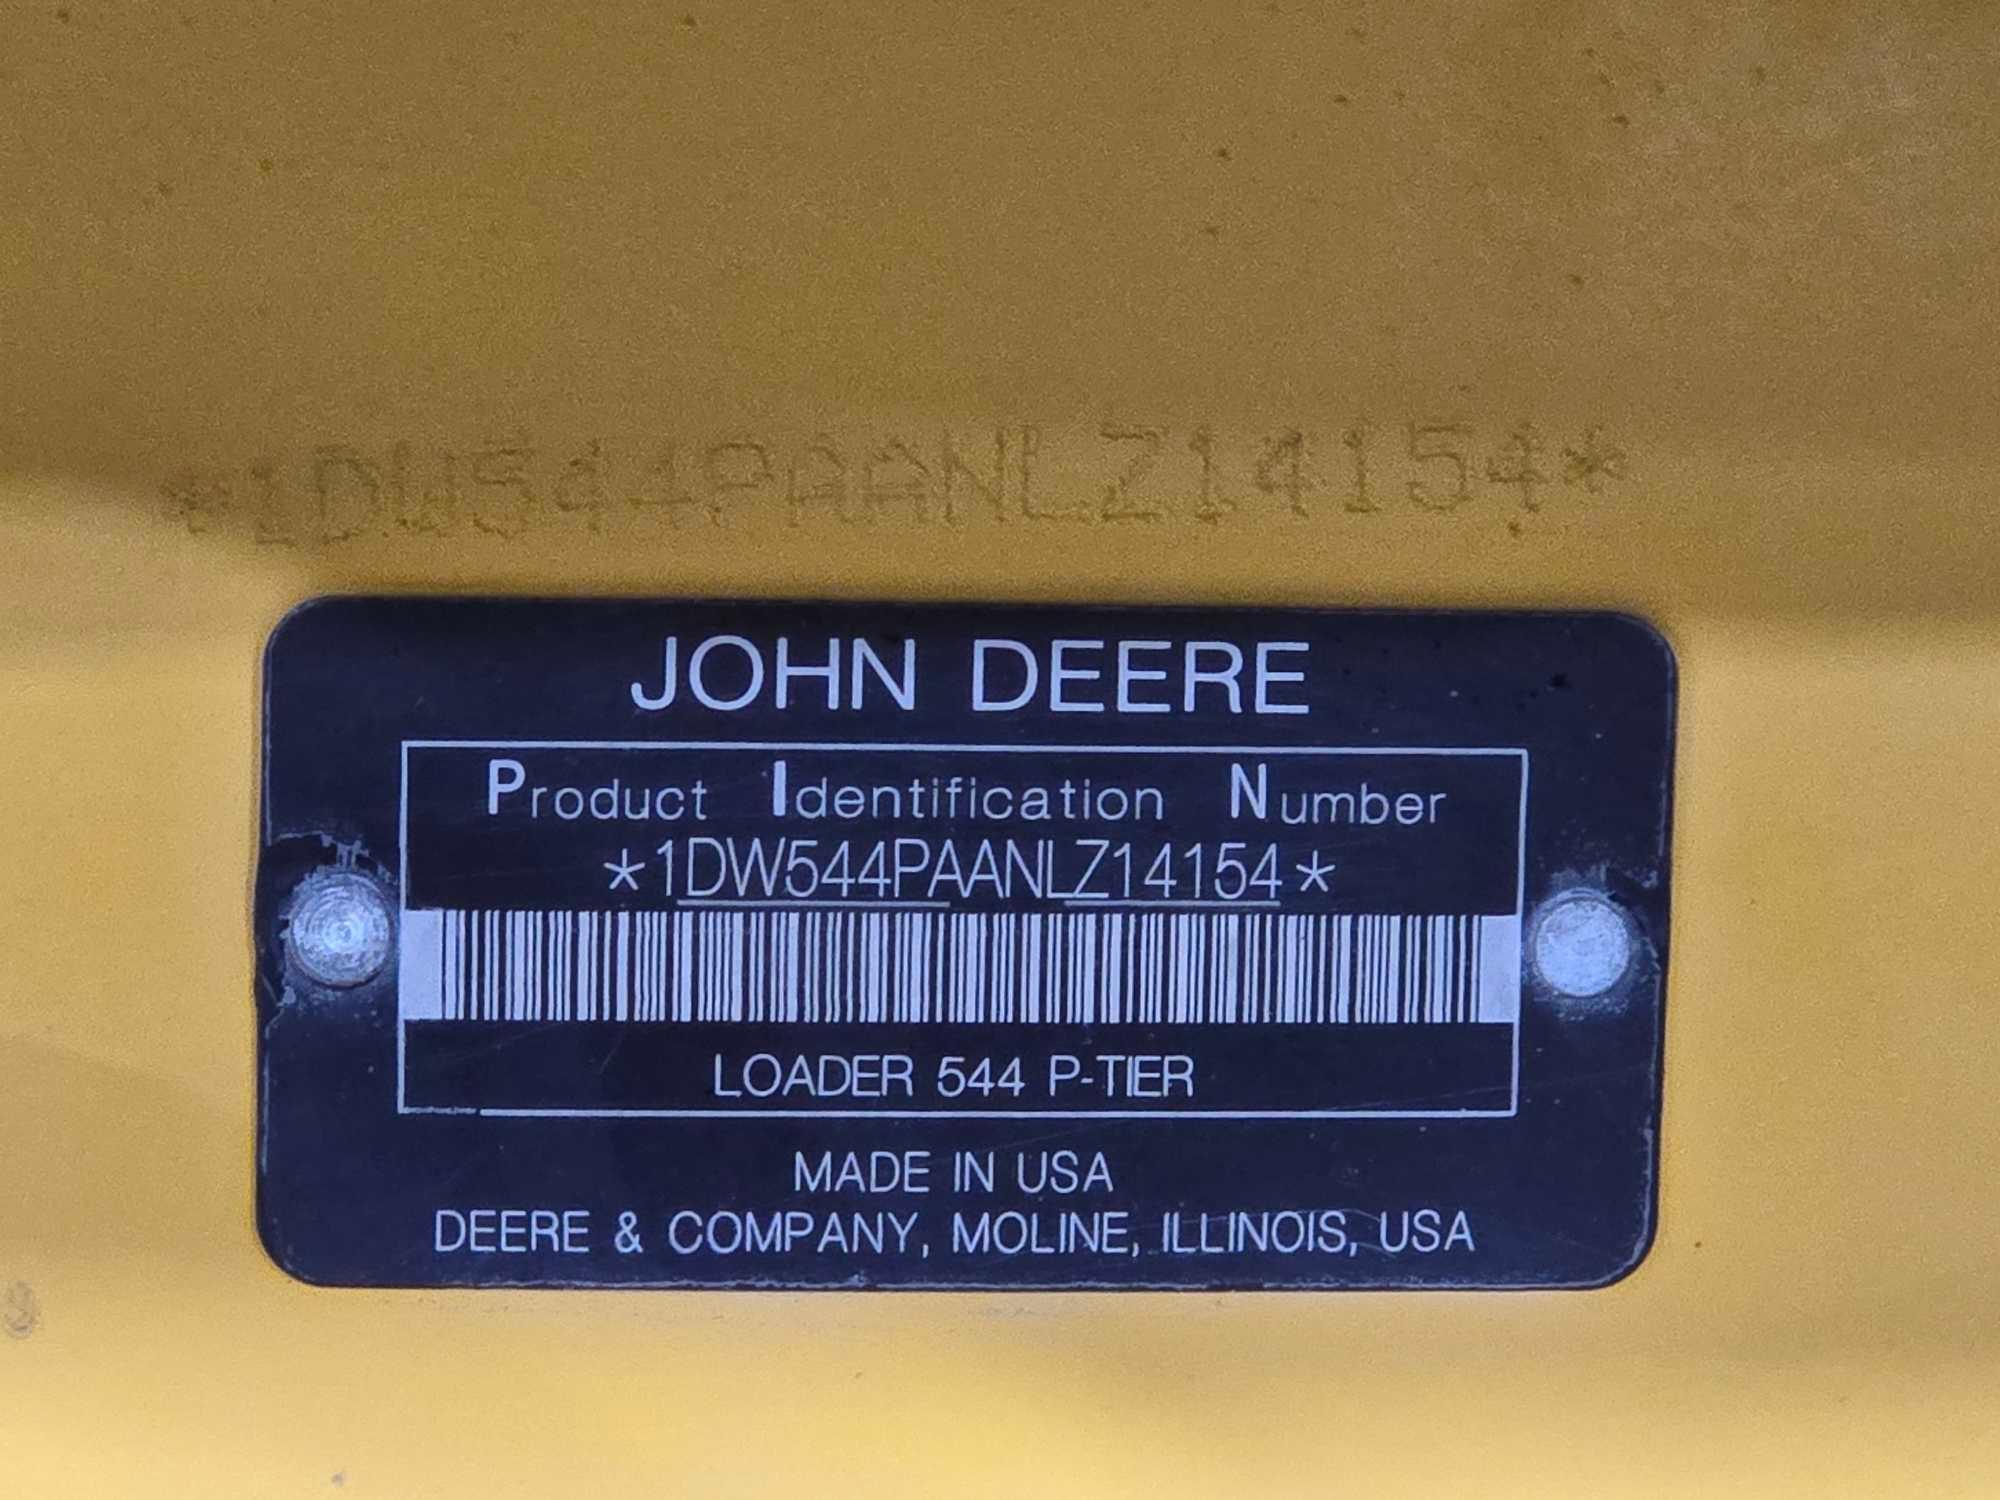 *1DW544PAANLZ14154*
JOHN DEERE
Product Identification Number
*1DW544PAANLZ14154*
LOADER 544 P-TIER
MADE IN USA
DEERE & COMPANY, MOLINE, ILLINOIS, USA